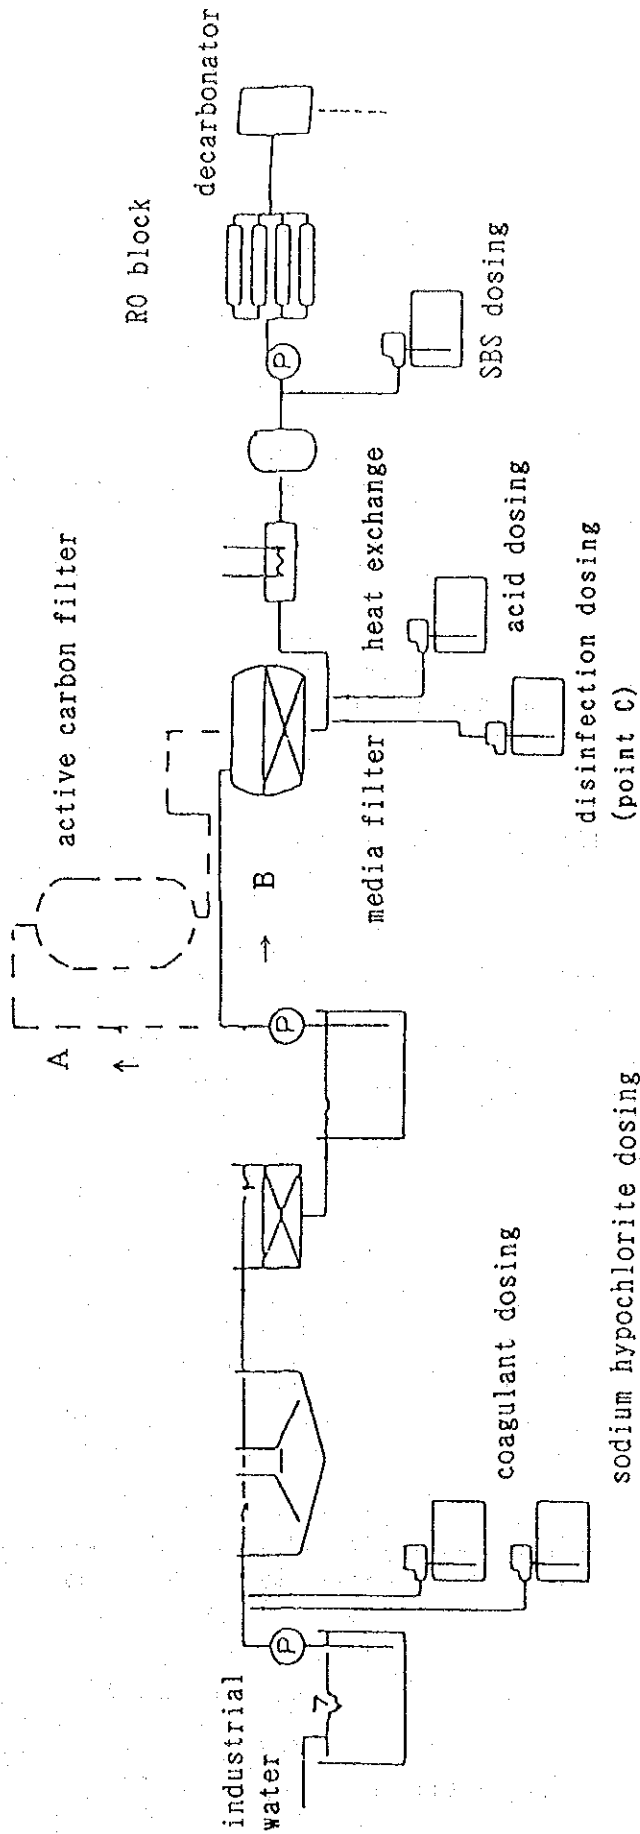 industrial
water
sodium hypochlorite dosing
coagulant dosing
P
A
↑
→ B
P
active carbon filter
media filter
disinfection dosing
(point C)
acid dosing
heat exchange
SBS dosing
P
RO block
decarbonator